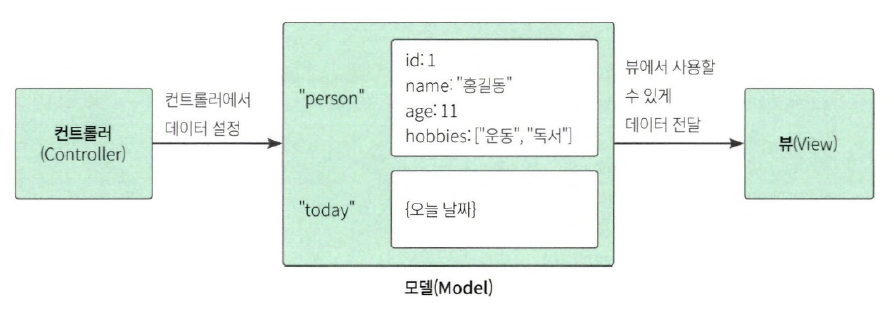 컨트롤러
(Controller)
컨트롤러에서
데이터 설정
"person"
id: 1
name: "홍길동"
age: 11
hobbies: ["운동", "독서"]
"today"
{오늘 날짜}
모델(Model)
뷰에서 사용할
수 있게
데이터 전달
뷰(View)